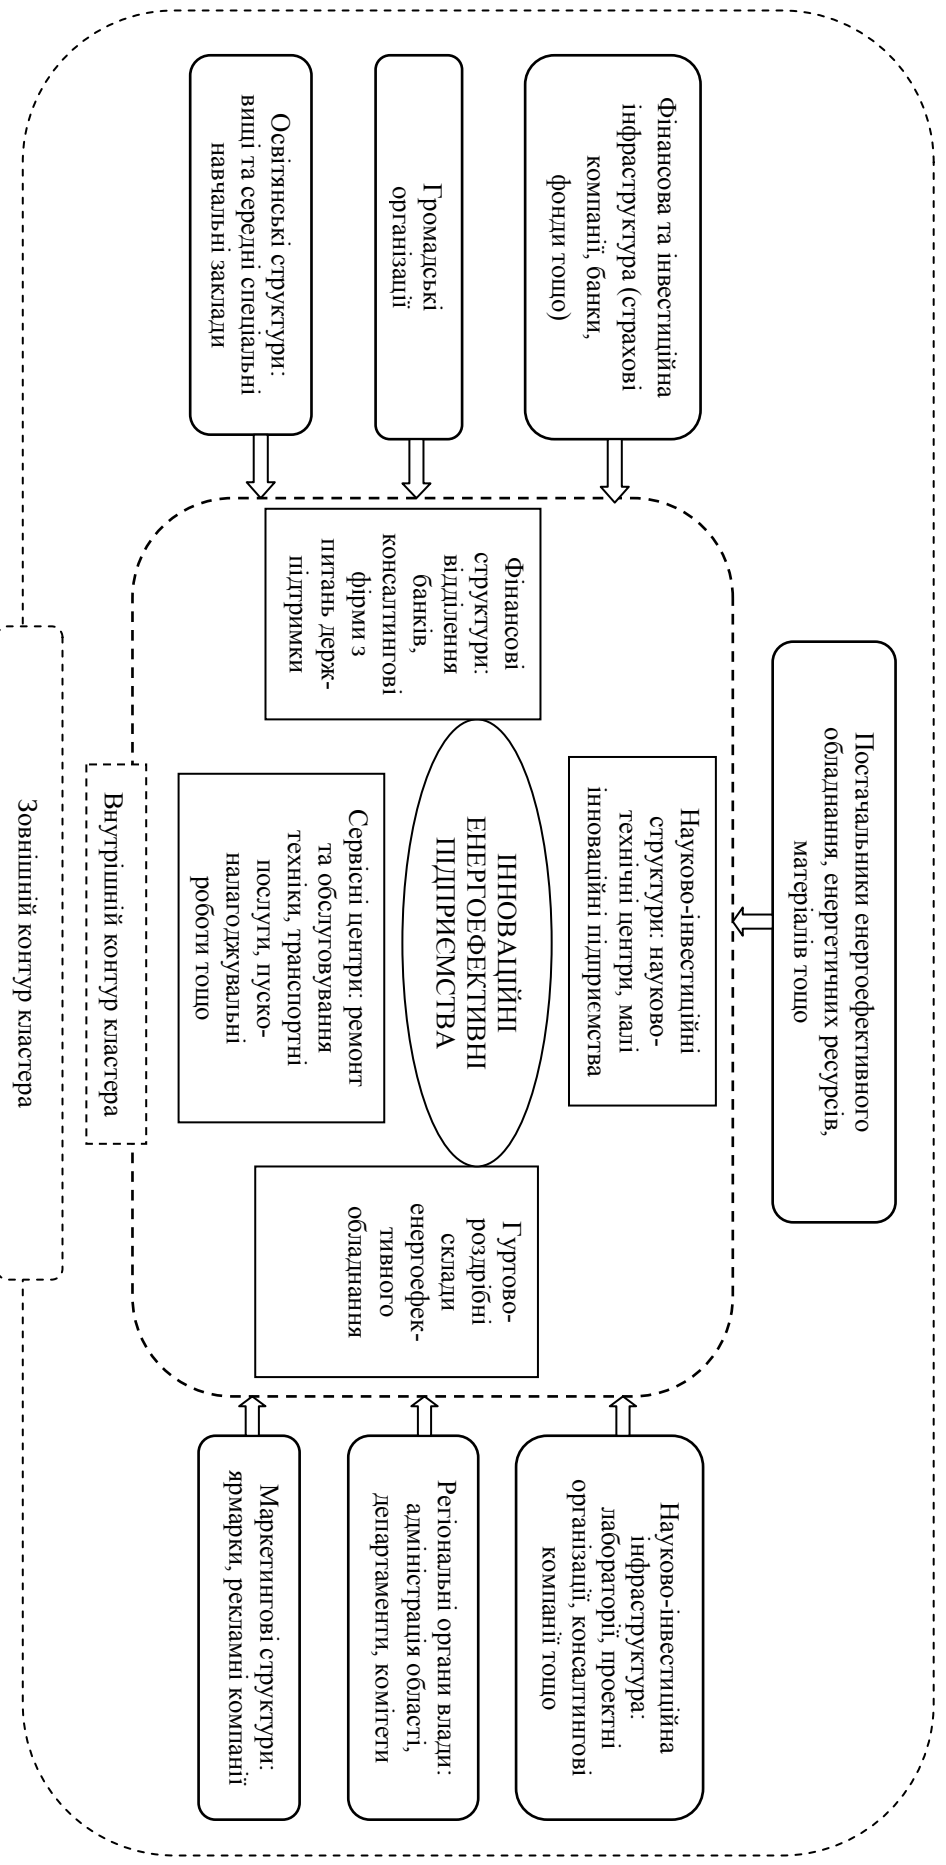 Постачальники енергоефективного
обладнання, енергетичних ресурсів,
матеріалів тощо
Фінансова та інвестиційна
інфраструктура (страхові
компанії, банки,
фонди тощо)
Громадські
організації
Освітянські структури:
вищі та середні спеціальні
навчальні заклади
Науково-інвестиційні
структури: науково-
технічні центри, малі
інноваційні підприємства
Фінансові
структури:
відділення
банків,
консалтингові
фірми з
питань держ-
підтримки
ІННОВАЦІЙНІ
ЕНЕРГОЕФЕКТИВНІ
ПІДПРИЄМСТВА
Гуртово-
роздрібні
склади
енергоефек-
тивного
обладнання
Сервісні центри: ремонт
та обслуговування
техніки, транспортні
послуги, пуско-
налагоджувальні
роботи тощо
Науково-інвестиційна
інфраструктура:
лабораторії, проектні
організації, консалтингові
компанії тощо
Регіональні органи влади:
адміністрація області,
департаменти, комітети
Маркетингові структури:
ярмарки, рекламні компанії
Внутрішній контур кластера
Зовнішній контур кластера